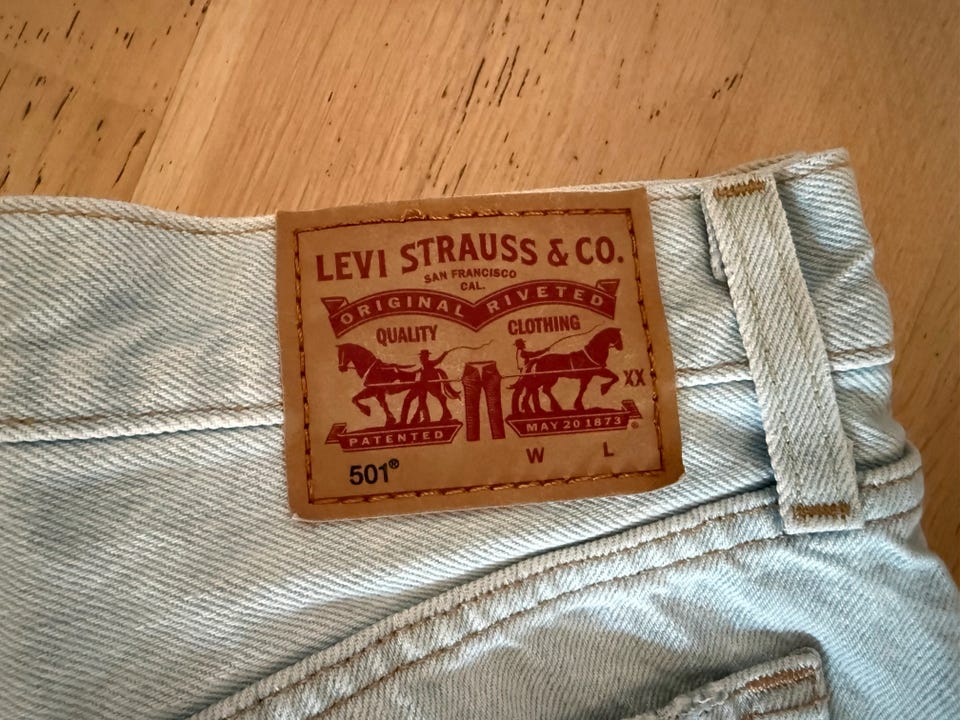 LEVI STRAUSS & CO.
SAN FRANCISCO
CAL.
ORIGINAL RIVETED
QUALITY CLOTHING
XX
PATENTED MAY 20 1873 ®
W L
501®